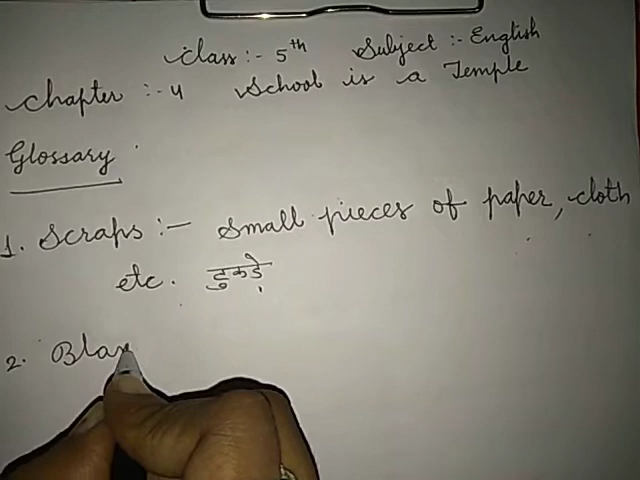 Class :- 5th Subject :- English
Chapter :- 4 School is a Temple
Glossary
1. Scraps :- Small pieces of paper, cloth
etc. टुकड़े
2.